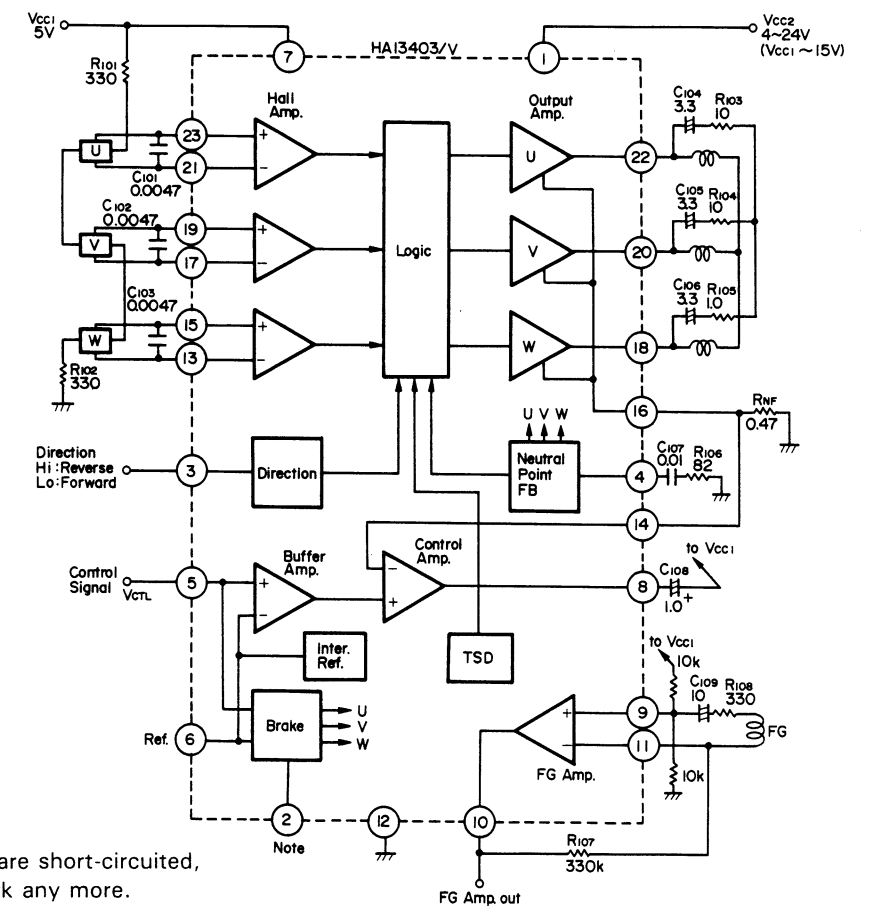 Vcc1
5V
Vcc2
4~24V
(Vcc1 ~15V)
HA13403/V
7
1
R101
330
Hall
Amp.
Output
Amp.
C104
3.3
R103
10
U
23
21
+
−
C101
0.0047
U
22
C105
3.3
R104
10
C102
0.0047
V
19
17
+
−
Logic
V
20
C106
3.3
R105
1.0
C103
0.0047
W
15
13
+
−
W
18
R102
330
16
RNF
0.47
U V W
Direction
Hi:Reverse
Lo:Forward
3
Direction
Neutral
Point
FB
4
C107
0.01
R106
82
14
to Vcc1
Control
Signal
VCTL
5
Buffer
Amp.
+
−
Control
Amp.
−
+
8
C108
1.0+
Inter.
Ref.
TSD
to Vcc1
10k
C109
10
R108
330
FG
Ref.
6
Brake
U
V
W
+
−
FG Amp.
9
11
10k
2
Note
12
10
R107
330k
FG Amp. out
are short-circuited,
k any more.